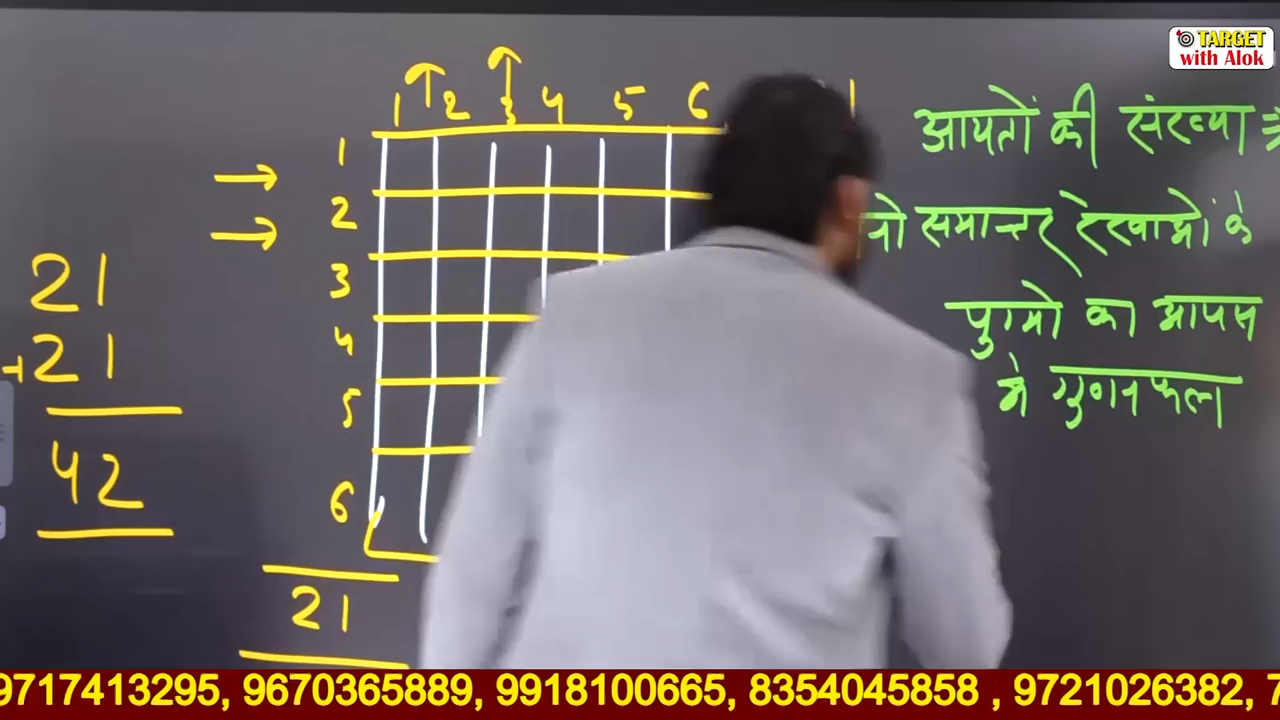 TARGET
with Alok
1 2 3 4 5 6
1
2
3
4
5
6
21
21
+21
42
आयतों की संख्या =
समान्तर रेखाओं के
पुग्मो का आपस
मे गुणनफल
9717413295, 9670365889, 9918100665, 8354045858 , 9721026382, 7